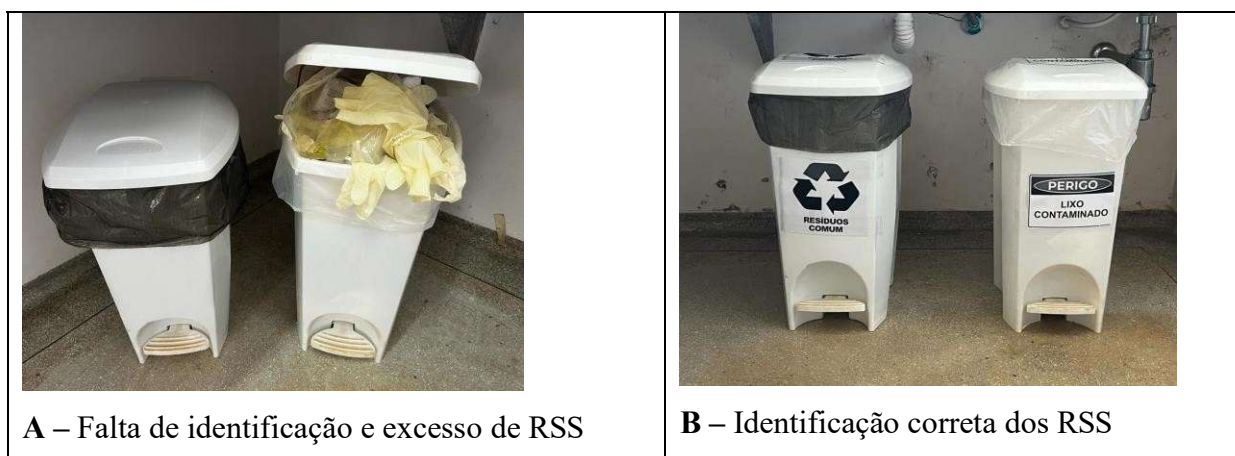 A – Falta de identificação e excesso de RSS
RESÍDUOS
COMUM
PERIGO
LIXO
CONTAMINADO
B – Identificação correta dos RSS